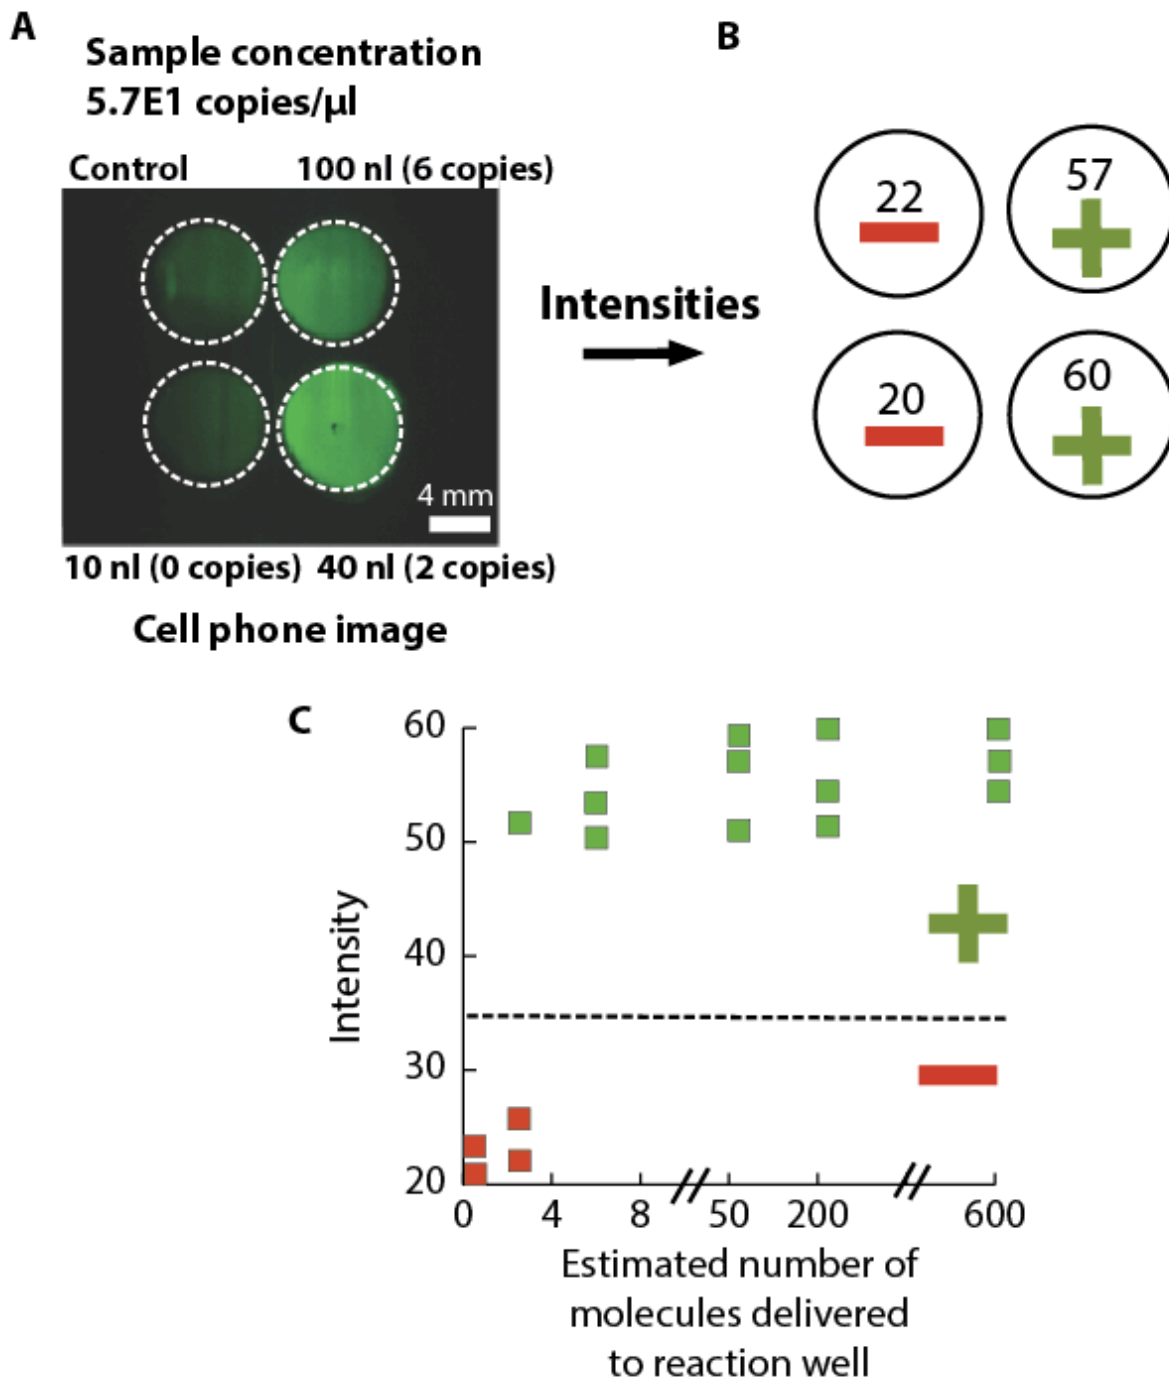 A
Sample concentration
5.7E1 copies/µl
Control
100 nl (6 copies)
4 mm
10 nl (0 copies)
40 nl (2 copies)
Cell phone image
Intensities
B
22
57
20
60
C
60
50
40
30
20
Intensity
0
4
8
50
200
600
Estimated number of
molecules delivered
to reaction well